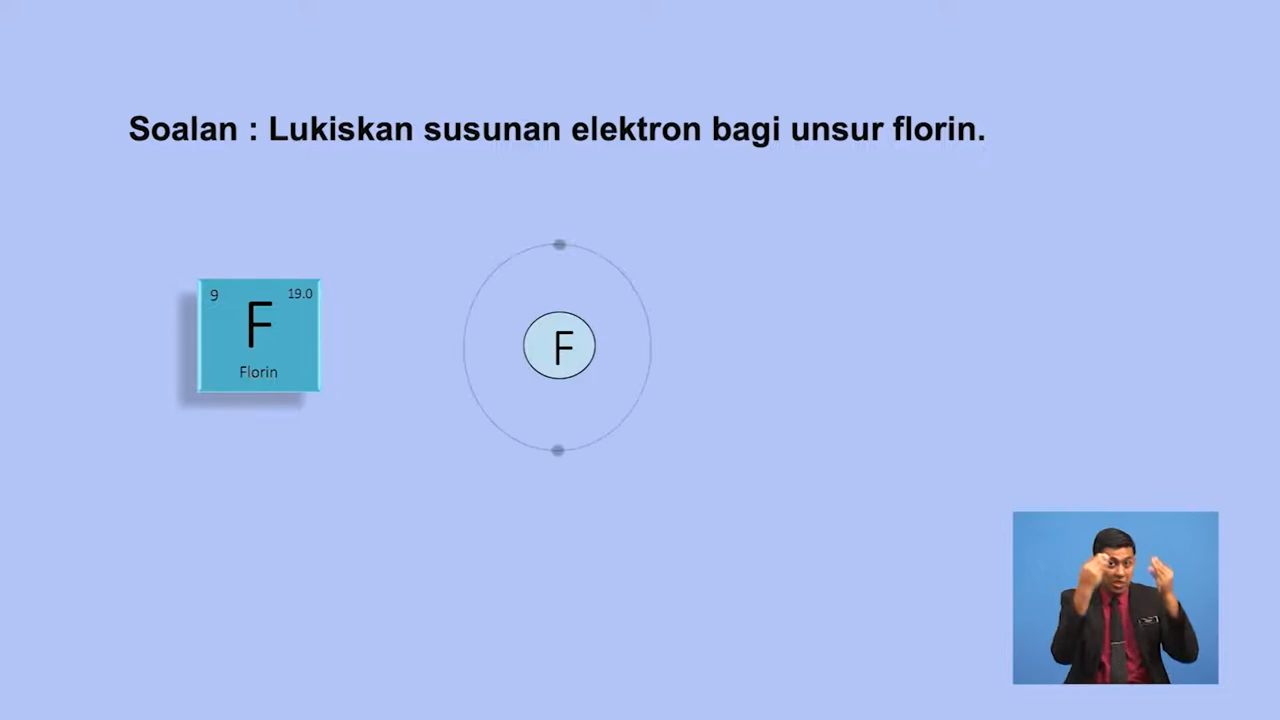 Soalan : Lukiskan susunan elektron bagi unsur florin.
9
19.0
F
Florin
F